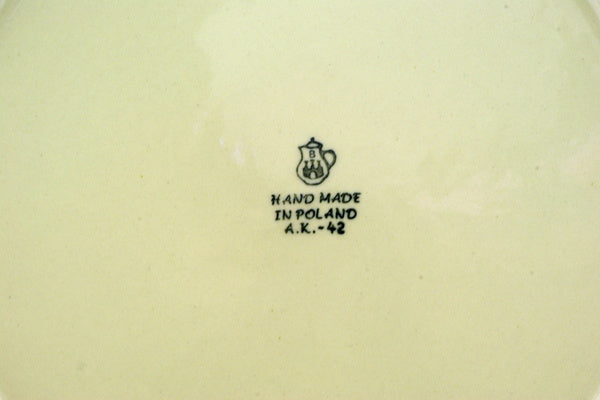 B
HAND MADE
IN POLAND
A.K.-42